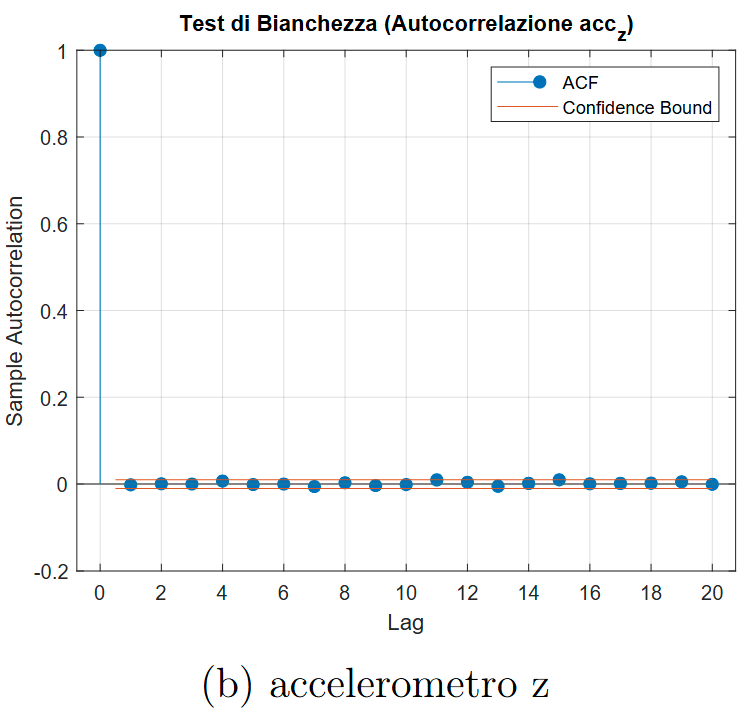 Test di Bianchezza (Autocorrelazione acc_z)
1
ACF
Confidence Bound
0.8
0.6
0.4
0.2
0
-0.2
Sample Autocorrelation
0 2 4 6 8 10 12 14 16 18 20
Lag
(b) accelerometro z